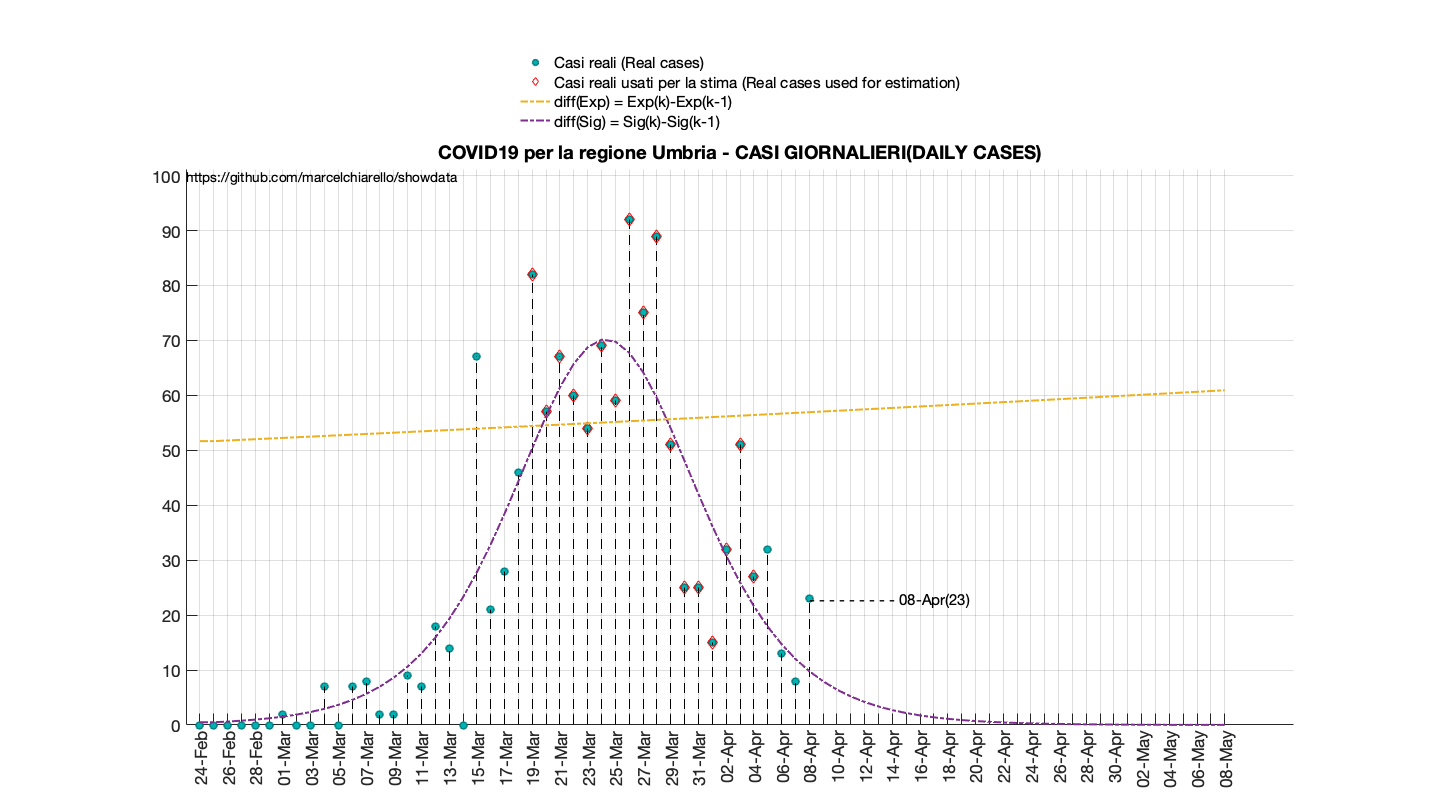 Casi reali (Real cases)
Casi reali usati per la stima (Real cases used for estimation)
diff(Exp) = Exp(k)-Exp(k-1)
diff(Sig) = Sig(k)-Sig(k-1)
COVID19 per la regione Umbria - CASI GIORNALIERI(DAILY CASES)
https://github.com/marcelchiarello/showdata
100
90
80
70
60
50
40
30
20
10
0
08-Apr(23)
24-Feb
26-Feb
28-Feb
01-Mar
03-Mar
05-Mar
07-Mar
09-Mar
11-Mar
13-Mar
15-Mar
17-Mar
19-Mar
21-Mar
23-Mar
25-Mar
27-Mar
29-Mar
31-Mar
02-Apr
04-Apr
06-Apr
08-Apr
10-Apr
12-Apr
14-Apr
16-Apr
18-Apr
20-Apr
22-Apr
24-Apr
26-Apr
28-Apr
30-Apr
02-May
04-May
06-May
08-May